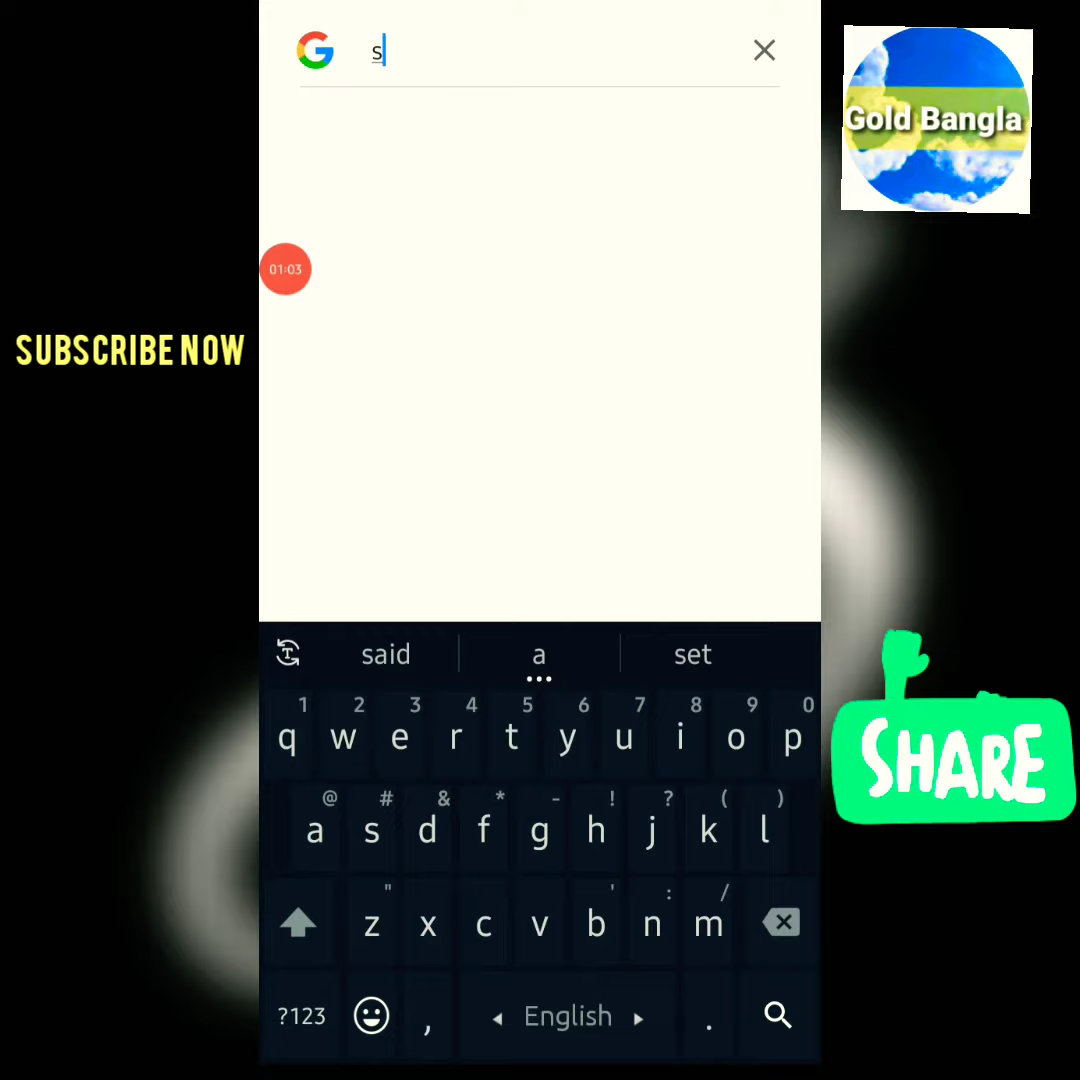 s
Gold Bangla
01:03
SUBSCRIBE NOW
said a set
1 2 3 4 5 6 7 8 9 0
q w e r t y u i o p
@ # & * - ! ? ( )
a s d f g h j k l
SHARE
" ' : /
z x c v b n m
?123 , English .